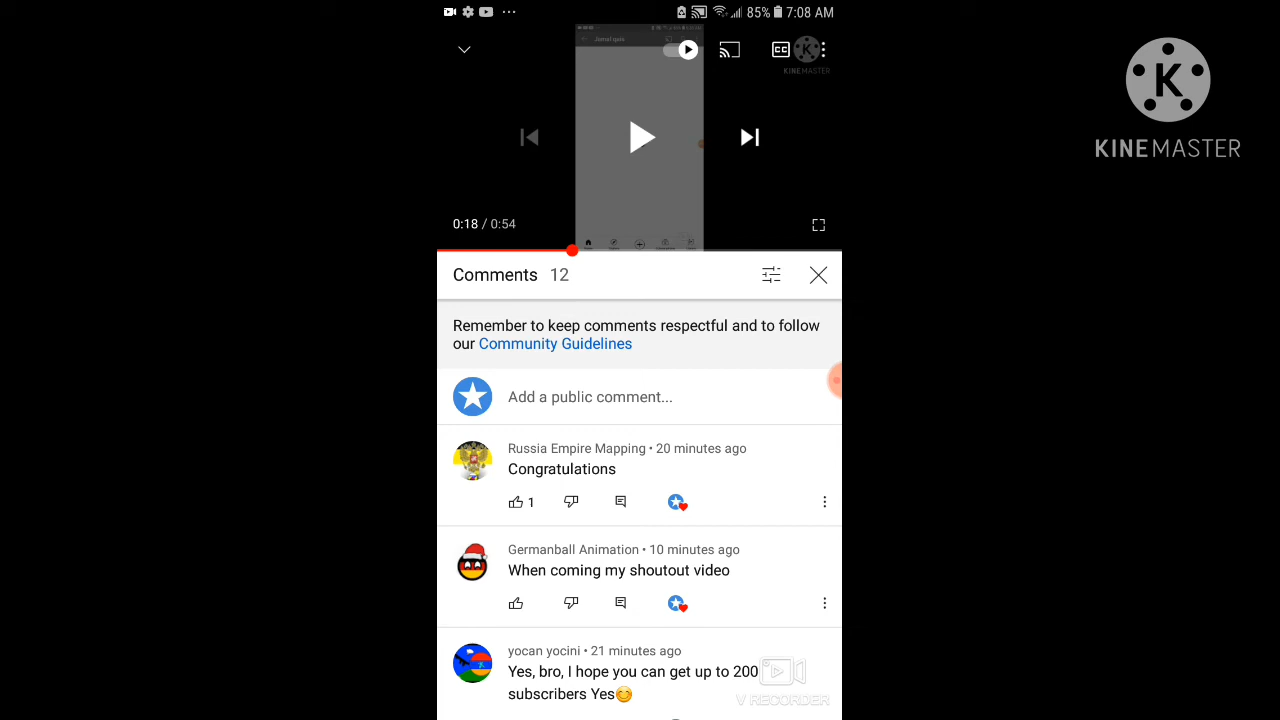 85% 7:08 AM
KINEMASTER
K
KINEMASTER
CC
0:18 / 0:54
Comments 12
Remember to keep comments respectful and to follow
our Community Guidelines
Add a public comment...
Russia Empire Mapping • 20 minutes ago
Congratulations
1
Germanball Animation • 10 minutes ago
When coming my shoutout video
yocan yocini • 21 minutes ago
Yes, bro, I hope you can get up to 200
subscribers Yes😊
V RECORDER